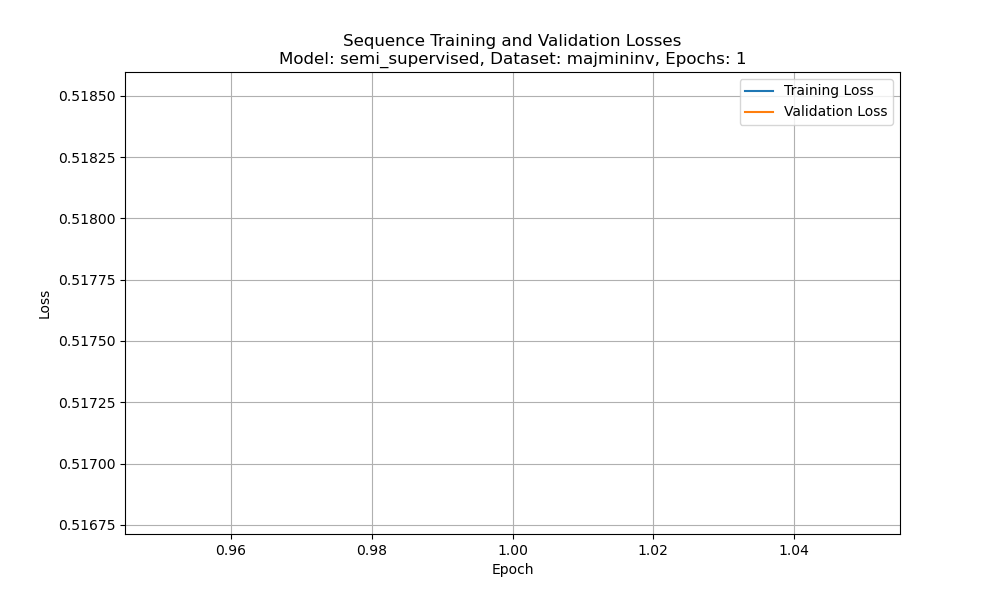 Sequence Training and Validation Losses
Model: semi_supervised, Dataset: majmininv, Epochs: 1
Training Loss
Validation Loss
0.51850
0.51825
0.51800
0.51775
0.51750
0.51725
0.51700
0.51675
Loss
0.96 0.98 1.00 1.02 1.04
Epoch